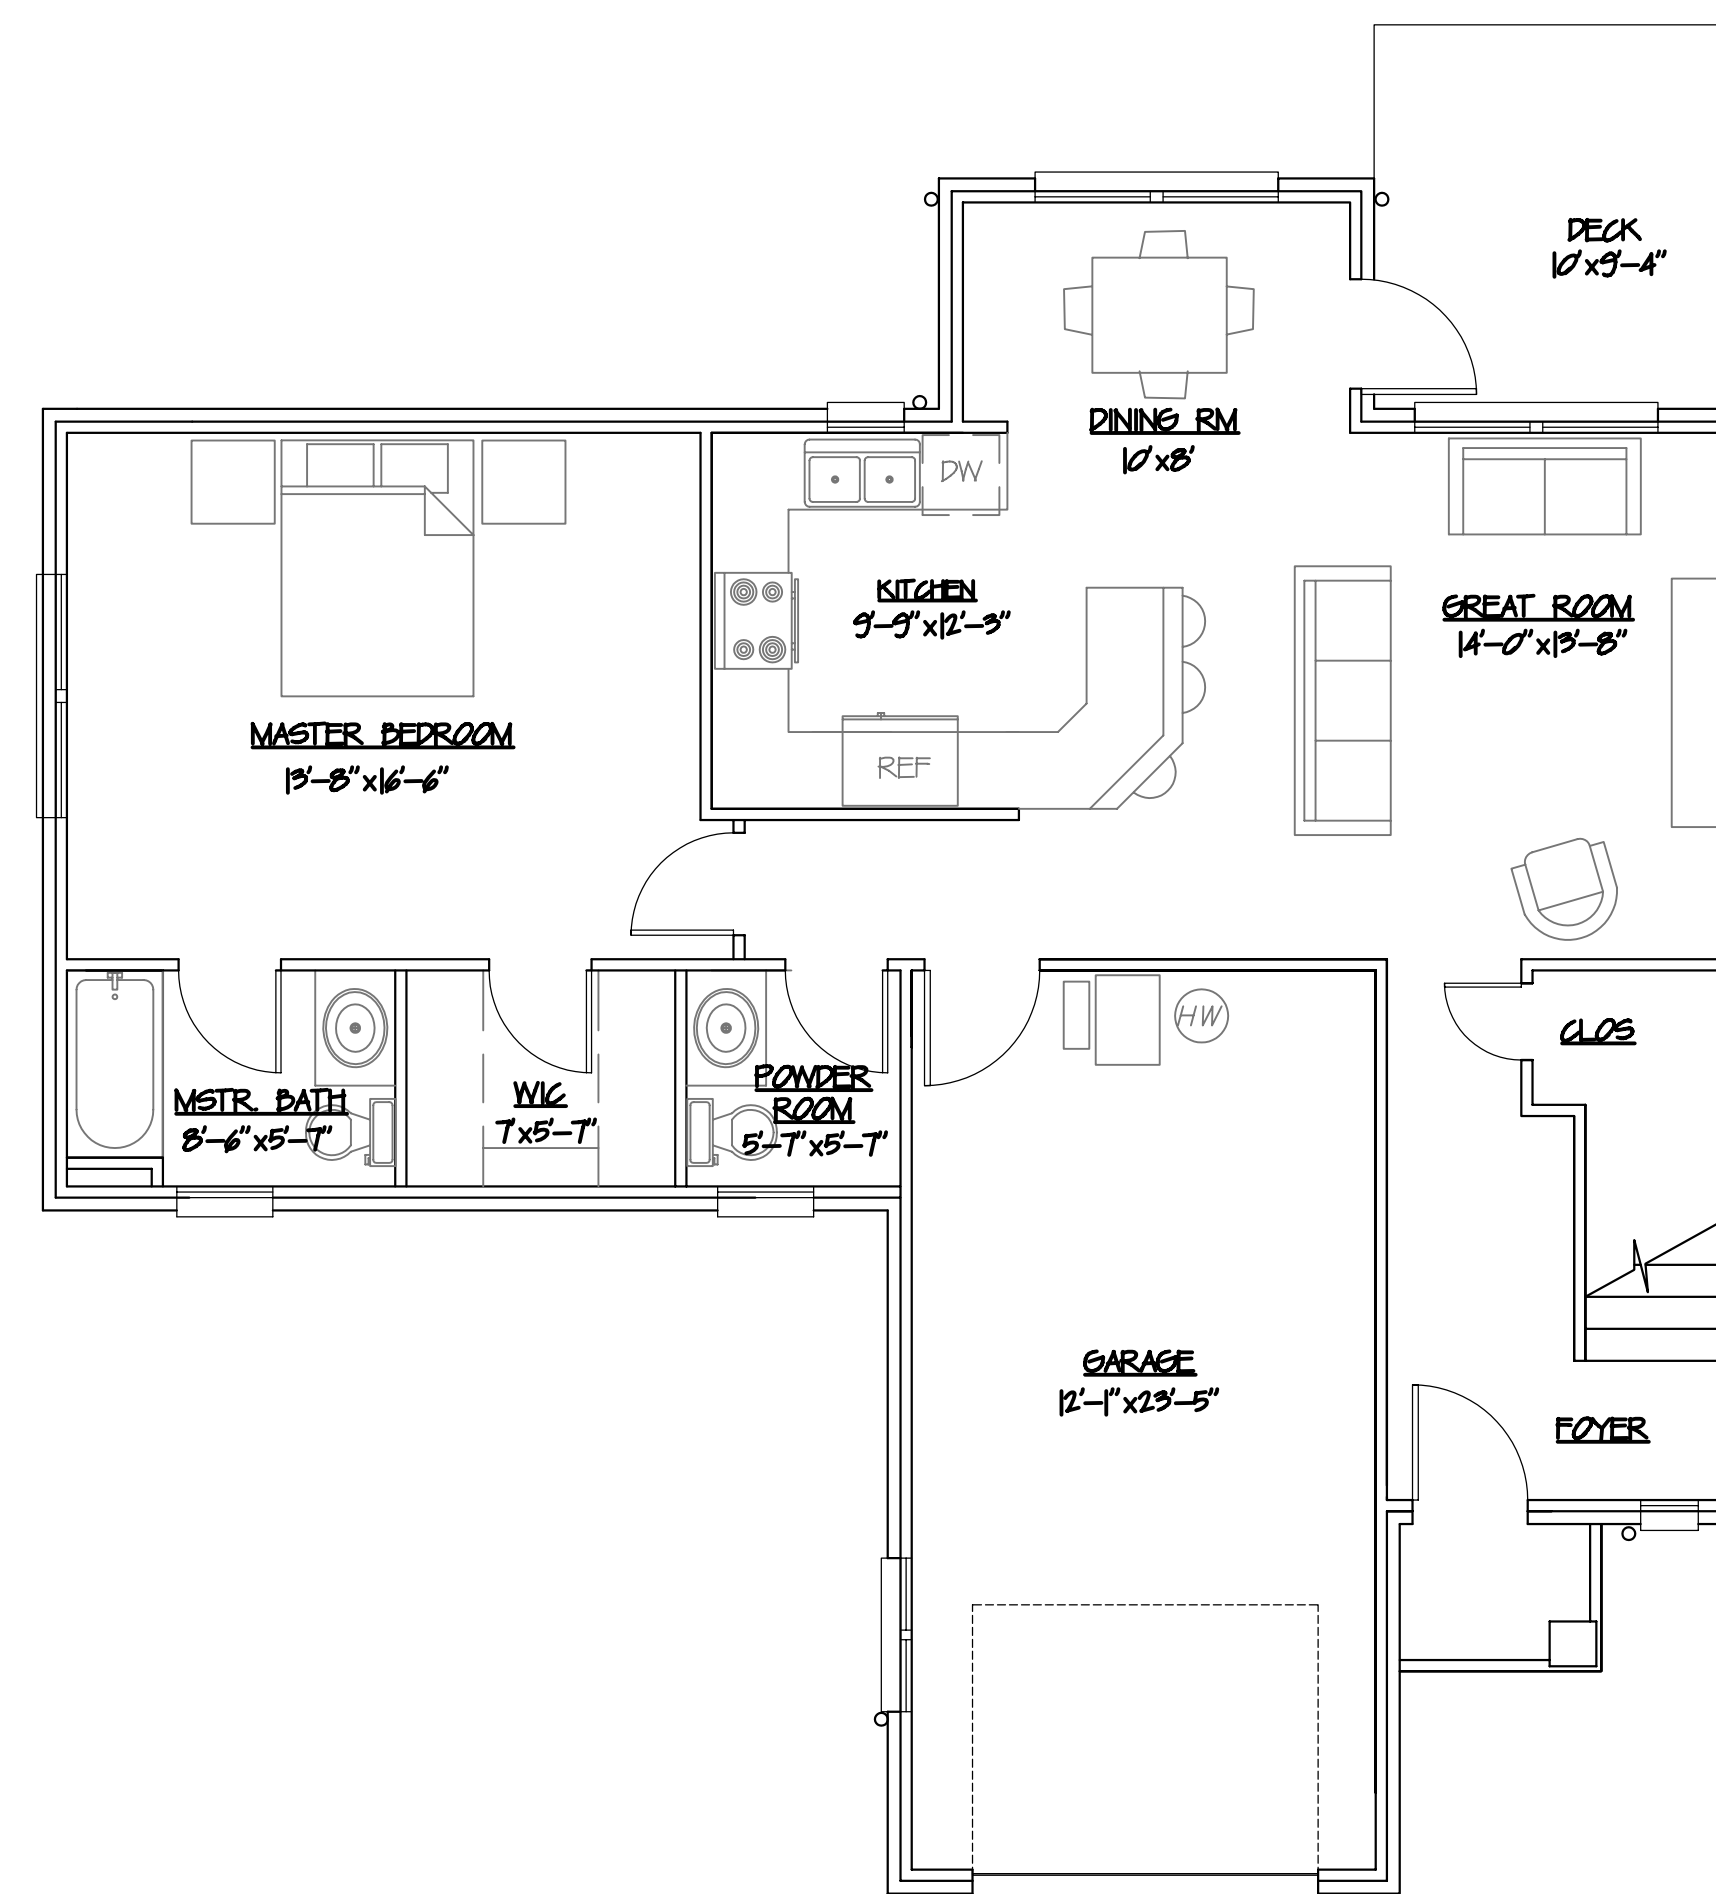 DECK
10'x9'-4"
DINING RM
10'x8'
DW
KITCHEN
9'-9"x12'-3"
GREAT ROOM
14'-0"x13'-8"
MASTER BEDROOM
13'-8"x16'-6"
REF
HW
CLOS
MSTR. BATH
8'-6"x5'-7"
WIC
7'x5'-7"
POWDER
ROOM
5'-7"x5'-7"
GARAGE
12'-1"x23'-5"
FOYER